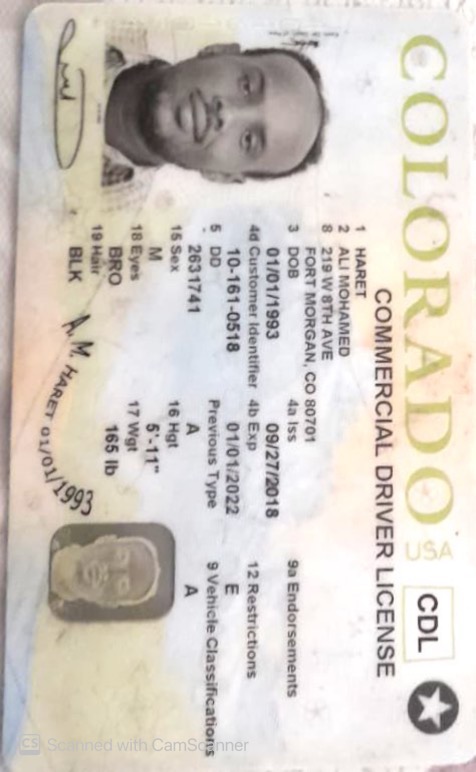 COLORADO
USA
CDL
COMMERCIAL DRIVER LICENSE
1 HARET
2 ALI MOHAMED
8 219 W 8TH AVE
FORT MORGAN, CO 80701
3 DOB 4a Iss 9a Endorsements
01/01/1993 09/27/2018
4d Customer Identifier 4b Exp 12 Restrictions
10-161-0518 01/01/2022 E
5 DD Previous Type 9 Vehicle Classifications
2631741 A A
15 Sex 16 Hgt
M 5'-11"
18 Eyes 17 Wgt
BRO 165 lb
19 Hair
BLK
A. M. HARET 01/01/1993
CS Scanned with CamScanner